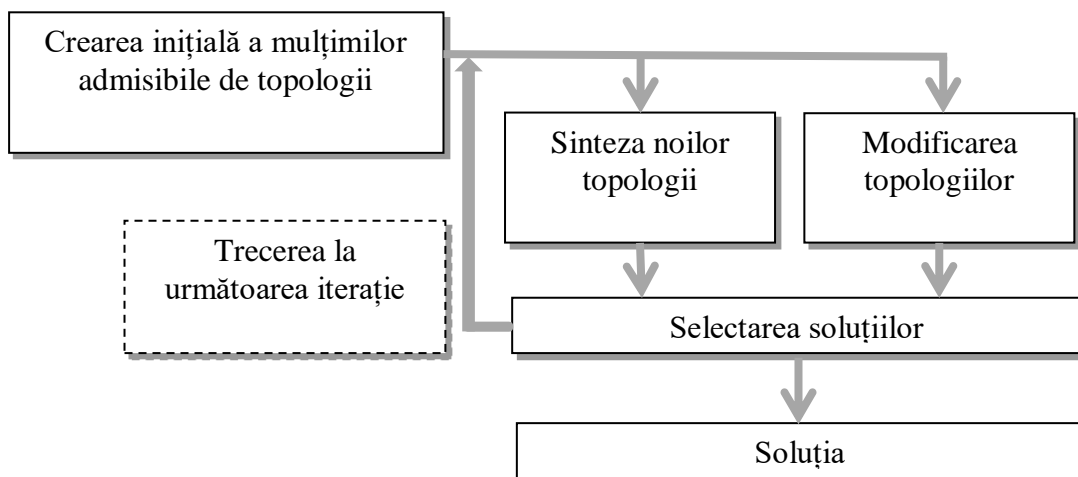 Crearea inițială a mulțimilor
admisibile de topologii
Sinteza noilor
topologii
Modificarea
topologiilor
Trecerea la
următoarea iterație
Selectarea soluțiilor
Soluția